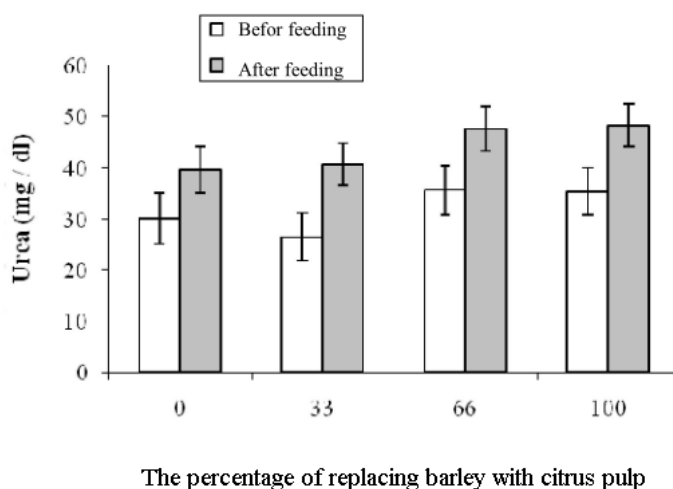 Befor feeding
After feeding
60
50
40
30
20
10
0
Urea (mg / dl)
0
33
66
100
The percentage of replacing barley with citrus pulp